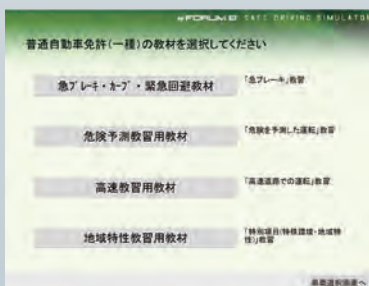 FORUM 8 SAFE DRIVING SIMULATOR
普通自動車免許(一種)の教材を選択してください
急ブレーキ・カーブ・緊急回避教材
「急ブレーキ」教習
危険予測教習用教材
「危険を予測した運転」教習
高速教習用教材
「高速道路での運転」教習
地域特性教習用教材
「特別項目(特殊環境・地域特
性)」教習